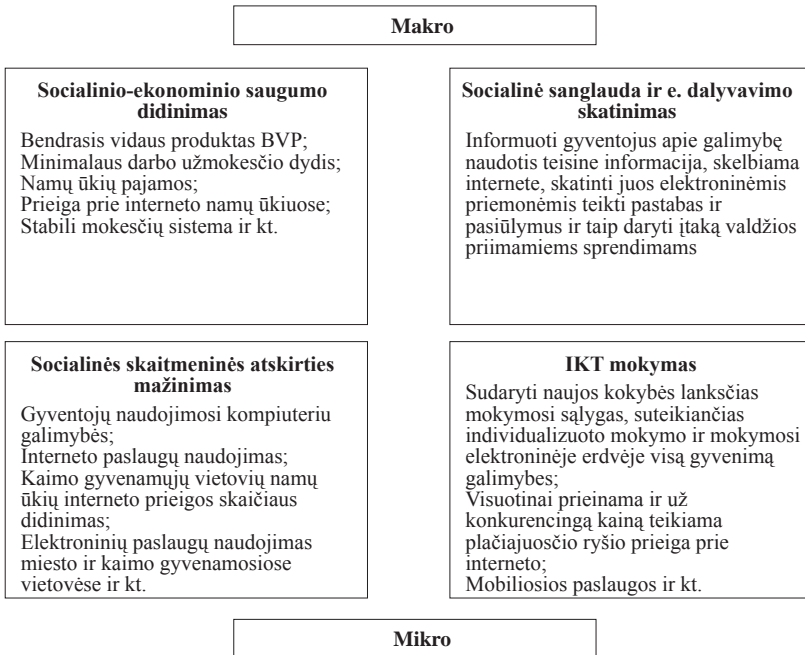 Makro
Socialinio-ekonominio saugumo
didinimas
Bendrasis vidaus produktas BVP;
Minimalaus darbo užmokesčio dydis;
Namų ūkių pajamos;
Prieiga prie interneto namų ūkiuose;
Stabili mokesčių sistema ir kt.
Socialinė sanglauda ir e. dalyvavimo
skatinimas
Informuoti gyventojus apie galimybę
naudotis teisine informacija, skelbiama
internete, skatinti juos elektroninėmis
priemonėmis teikti pastabas ir
pasiūlymus ir taip daryti įtaką valdžios
priimamiems sprendimams
Socialinės skaitmeninės atskirties
mažinimas
Gyventojų naudojimosi kompiuteriu
galimybės;
Interneto paslaugų naudojimas;
Kaimo gyvenamųjų vietovių namų
ūkių interneto prieigos skaičiaus
didinimas;
Elektroninių paslaugų naudojimas
miesto ir kaimo gyvenamosiose
vietovėse ir kt.
IKT mokymas
Sudaryti naujos kokybės lanksčias
mokymosi sąlygas, suteikiančias
individualizuoto mokymo ir mokymosi
elektroninėje erdvėje visą gyvenimą
galimybes;
Visuotinai prieinama ir už
konkurencingą kainą teikiama
plačiajuosčio ryšio prieiga prie
interneto;
Mobiliosios paslaugos ir kt.
Mikro